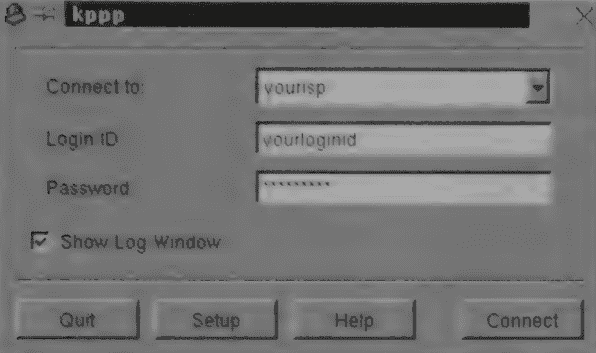 kppp
Connect to: yourisp
Login ID yourloginid
Password *********
Show Log Window
Quit Setup Help Connect